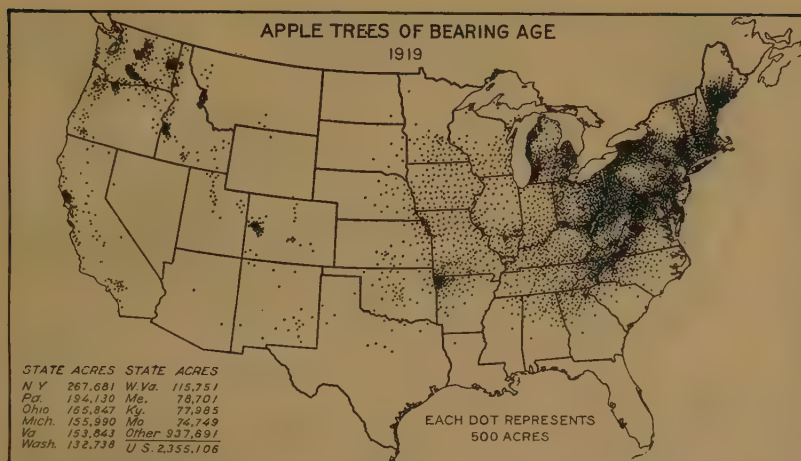 APPLE TREES OF BEARING AGE
1919
STATE ACRES STATE ACRES
N Y 267,681 W.Va. 115,751
Pa. 194,130 Me. 78,701
Ohio 165,847 Ky. 77,985
Mich. 155,990 Mo 74,749
Va 153,843 Other 937,691
Wash. 132,738 U S. 2,355,106
EACH DOT REPRESENTS
500 ACRES